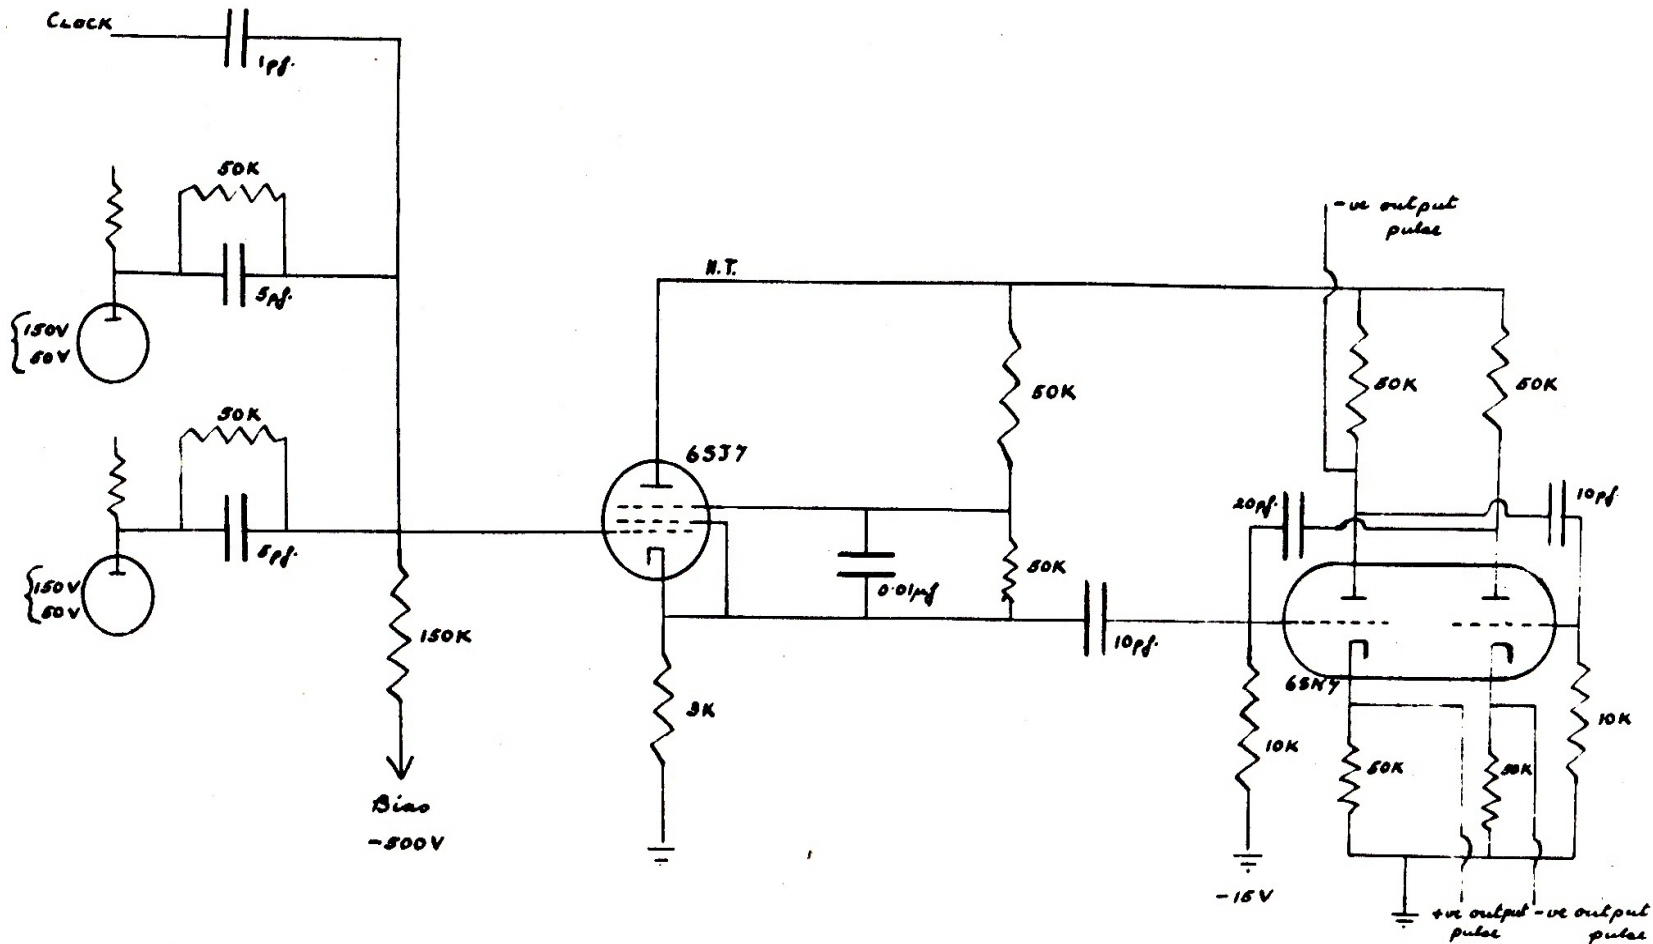 CLOCK
1pf.
50K
5pf.
{150V
50V
50K
5pf.
{150V
50V
150K
Bias
-500V
H.T.
6SJ7
50K
50K
0.01µf
3K
10pf.
-ve output
pulse
50K
50K
20pf.
10pf.
6SN7
10K
-15V
50K
50K
10K
+ve output
pulse
-ve output
pulse